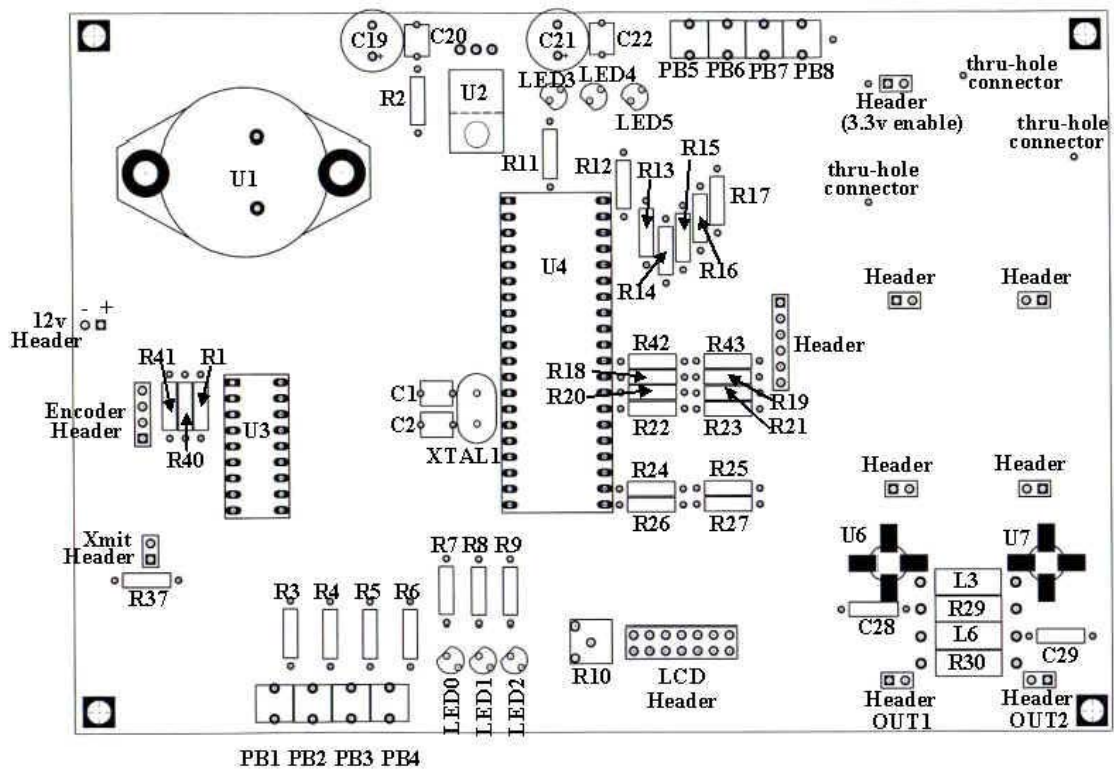 C19
C20
C21
C22
PB5 PB6 PB7 PB8
R2
U2
LED3
LED4
LED5
thru-hole
connector
Header
(3.3v enable)
thru-hole
connector
thru-hole
connector
U1
R11
R12
R13
R15
R17
R14
R16
U4
Header
Header
- +
12v
Header
R41
R1
Encoder
Header
R40
U3
C1
C2
XTAL1
R42
R43
R18
R20
R19
R21
R22
R23
Header
R24
R25
R26
R27
Header
Header
Xmit
Header
R37
R3 R4 R5 R6
R7 R8 R9
U6
U7
L3
R29
L6
R30
C28
C29
R10
LCD
Header
LED0
LED1
LED2
Header
OUT1
Header
OUT2
PB1 PB2 PB3 PB4